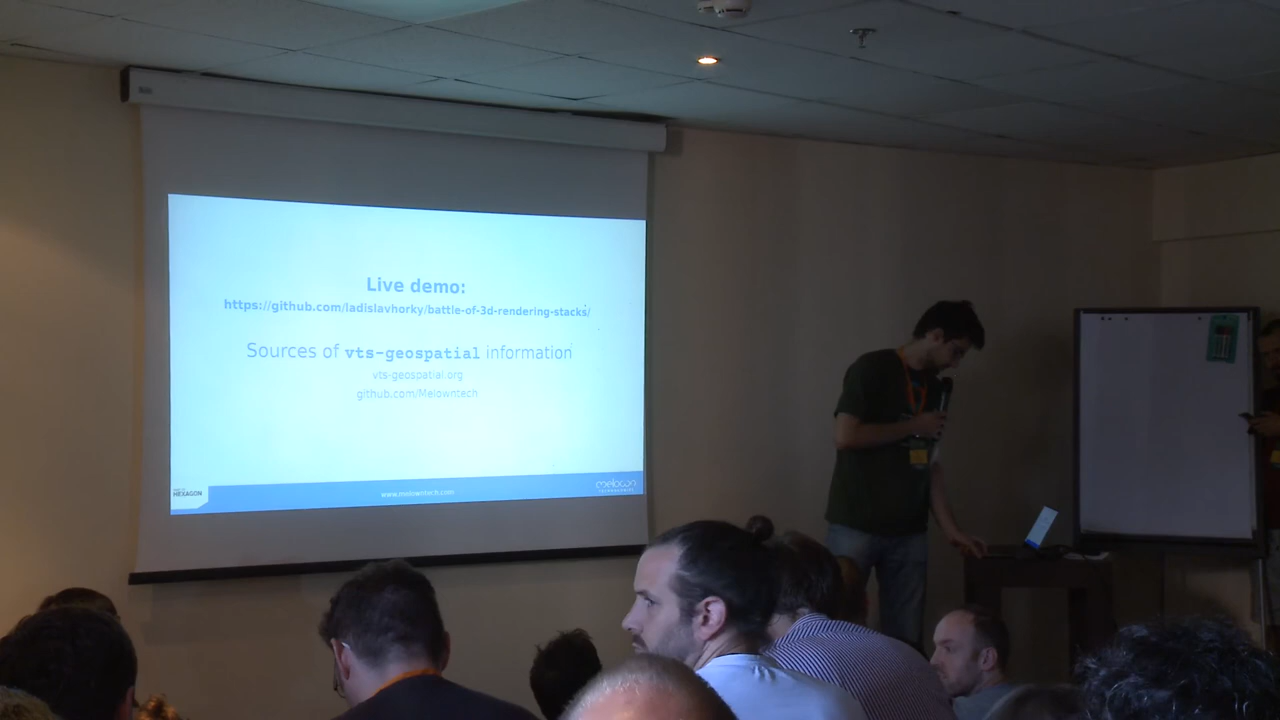 Live demo:
https://github.com/ladislavhorky/battle-of-3d-rendering-stacks/
Sources of vts-geospatial information
vts-geospatial.org
github.com/Melowntech
HEXAGON
www.melowntech.com
melown